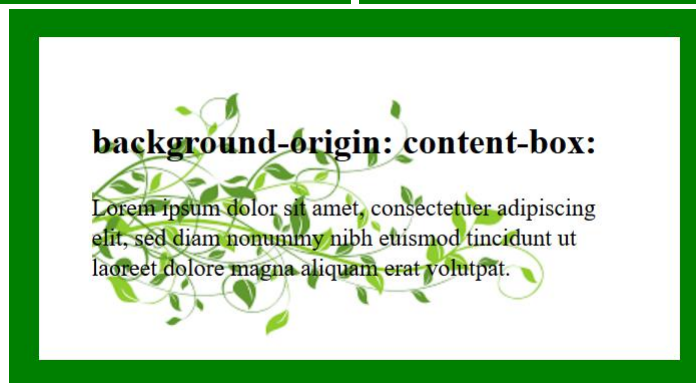 background-origin: content-box:
Lorem ipsum dolor sit amet, consectetuer adipiscing
elit, sed diam nonummy nibh euismod tincidunt ut
laoreet dolore magna aliquam erat volutpat.